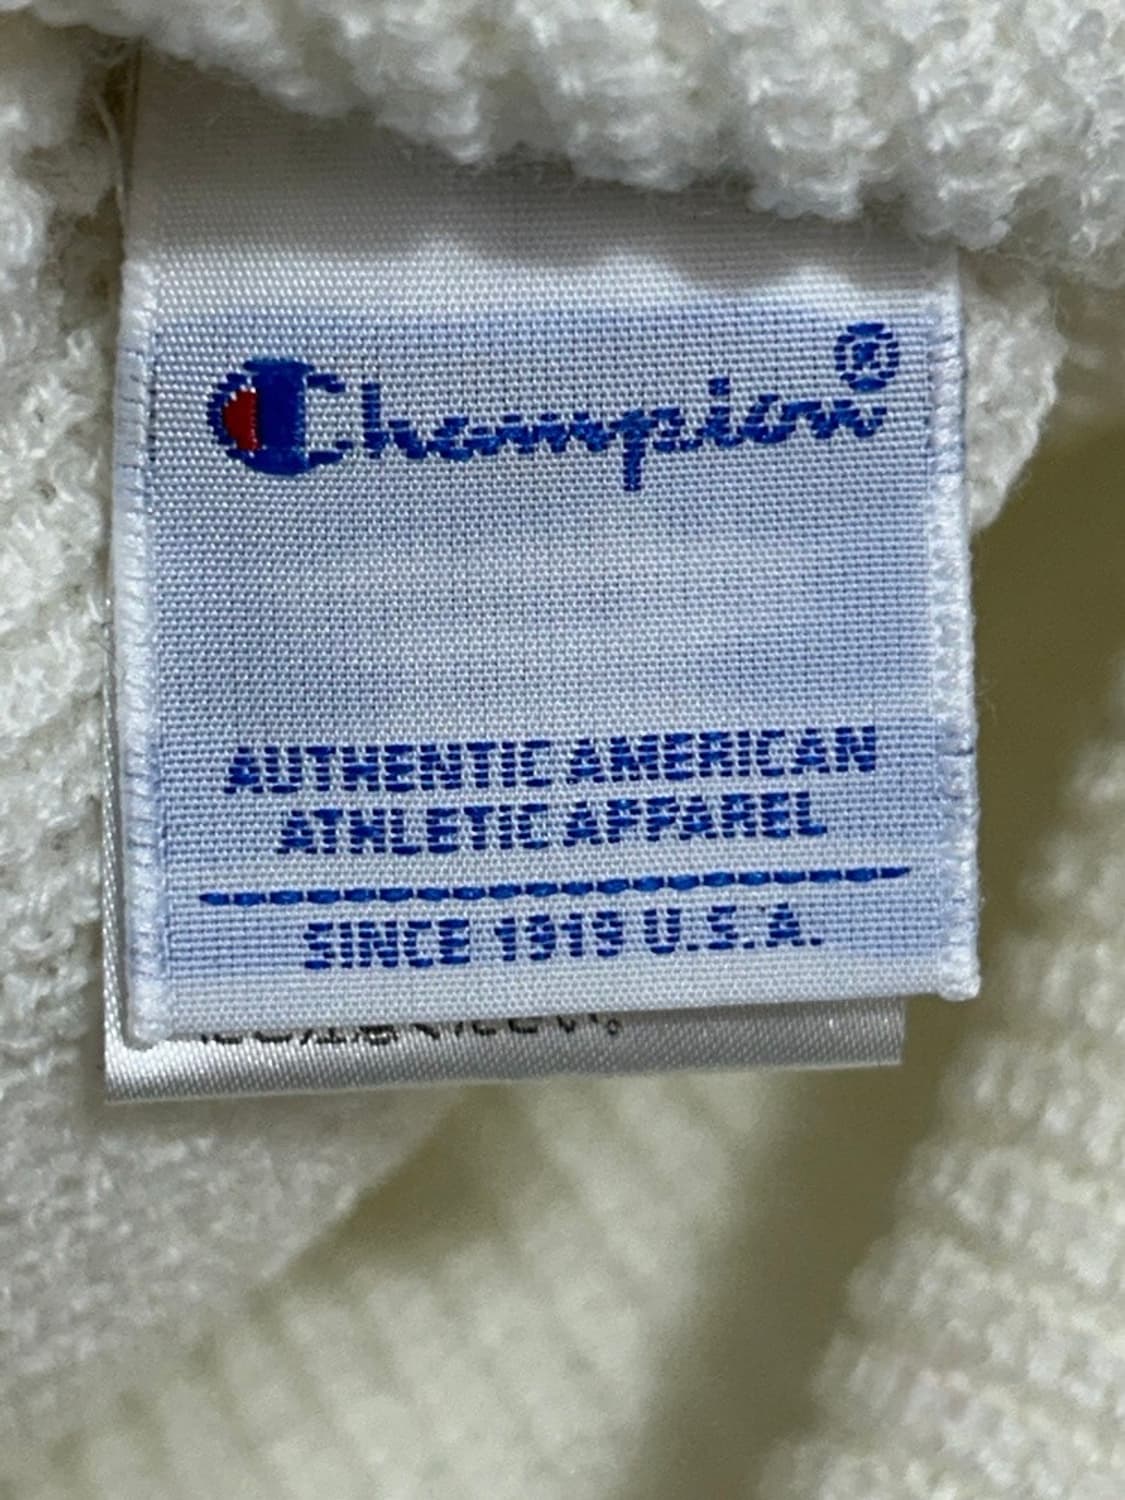 Champion®
AUTHENTIC AMERICAN
ATHLETIC APPAREL
SINCE 1919 U.S.A.